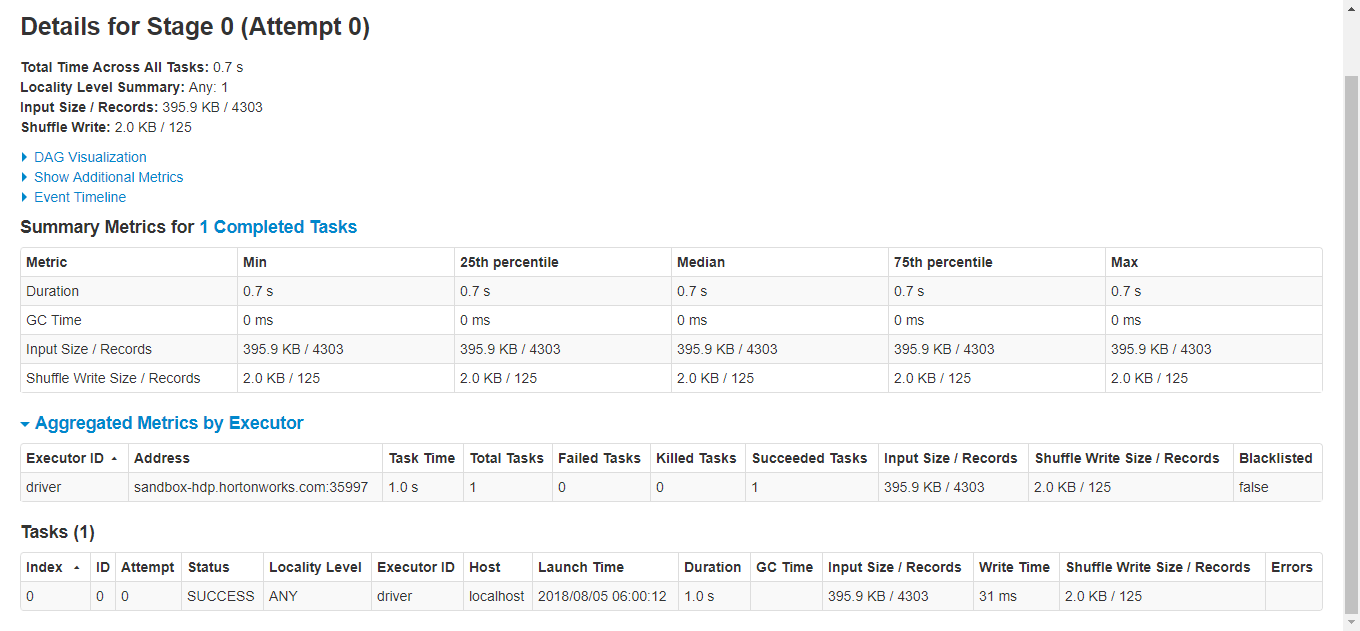 Details for Stage 0 (Attempt 0)
Total Time Across All Tasks: 0.7 s
Locality Level Summary: Any: 1
Input Size / Records: 395.9 KB / 4303
Shuffle Write: 2.0 KB / 125
DAG Visualization
Show Additional Metrics
Event Timeline
Summary Metrics for 1 Completed Tasks
Metric Min 25th percentile Median 75th percentile Max
Duration 0.7 s 0.7 s 0.7 s 0.7 s 0.7 s
GC Time 0 ms 0 ms 0 ms 0 ms 0 ms
Input Size / Records 395.9 KB / 4303 395.9 KB / 4303 395.9 KB / 4303 395.9 KB / 4303 395.9 KB / 4303
Shuffle Write Size / Records 2.0 KB / 125 2.0 KB / 125 2.0 KB / 125 2.0 KB / 125 2.0 KB / 125
Aggregated Metrics by Executor
Executor ID Address Task Time Total Tasks Failed Tasks Killed Tasks Succeeded Tasks Input Size / Records Shuffle Write Size / Records Blacklisted
driver sandbox-hdp.hortonworks.com:35997 1.0 s 1 0 0 1 395.9 KB / 4303 2.0 KB / 125 false
Tasks (1)
Index ID Attempt Status Locality Level Executor ID Host Launch Time Duration GC Time Input Size / Records Write Time Shuffle Write Size / Records Errors
0 0 0 SUCCESS ANY driver localhost 2018/08/05 06:00:12 1.0 s 395.9 KB / 4303 31 ms 2.0 KB / 125